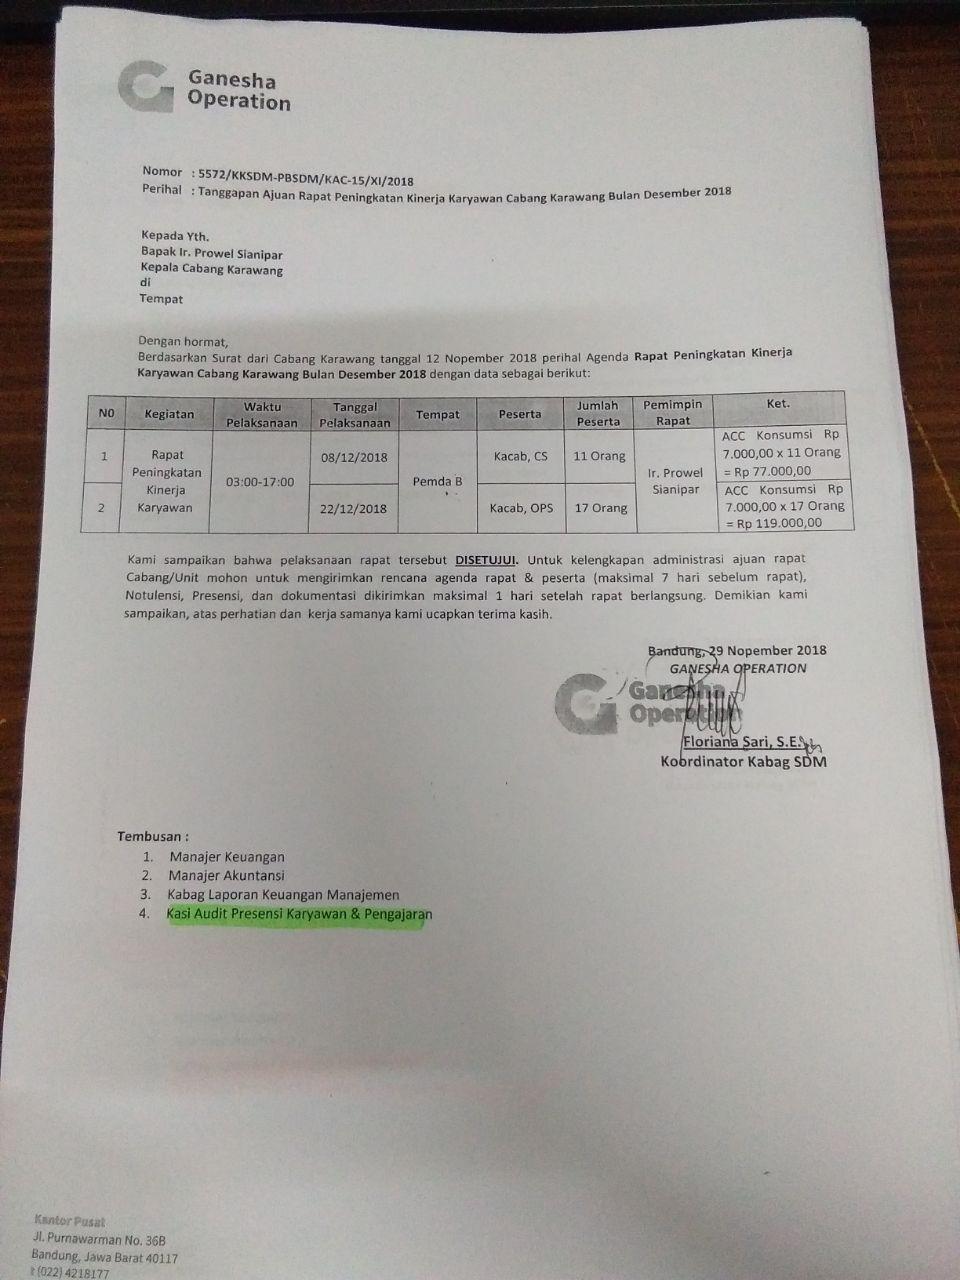 Ganesha
Operation
Nomor : 5572/KKSDM-PBSDM/KAC-15/XI/2018
Perihal : Tanggapan Ajuan Rapat Peningkatan Kinerja Karyawan Cabang Karawang Bulan Desember 2018
Kepada Yth.
Bapak Ir. Prowel Sianipar
Kepala Cabang Karawang
di
Tempat
Dengan hormat,
Berdasarkan Surat dari Cabang Karawang tanggal 12 Nopember 2018 perihal Agenda Rapat Peningkatan Kinerja
Karyawan Cabang Karawang Bulan Desember 2018 dengan data sebagai berikut:
N0 Kegiatan Waktu Pelaksanaan Tanggal Pelaksanaan Tempat Peserta Jumlah Peserta Pemimpin Rapat Ket.
1 Rapat Peningkatan Kinerja Karyawan 03:00-17:00 08/12/2018 Pemda B Kacab, CS 11 Orang Ir. Prowel Sianipar ACC Konsumsi Rp 7.000,00 x 11 Orang = Rp 77.000,00
2 22/12/2018 Kacab, OPS 17 Orang ACC Konsumsi Rp 7.000,00 x 17 Orang = Rp 119.000,00
Kami sampaikan bahwa pelaksanaan rapat tersebut DISETUJUI. Untuk kelengkapan administrasi ajuan rapat
Cabang/Unit mohon untuk mengirimkan rencana agenda rapat & peserta (maksimal 7 hari sebelum rapat),
Notulensi, Presensi, dan dokumentasi dikirimkan maksimal 1 hari setelah rapat berlangsung. Demikian kami
sampaikan, atas perhatian dan kerja samanya kami ucapkan terima kasih.
Bandung, 29 Nopember 2018
GANESHA OPERATION
Ganesha
Operation
Floriana Sari, S.E.
Koordinator Kabag SDM
Tembusan :
1. Manajer Keuangan
2. Manajer Akuntansi
3. Kabag Laporan Keuangan Manajemen
4. Kasi Audit Presensi Karyawan & Pengajaran
Kantor Pusat
Jl. Purnawarman No. 36B
Bandung, Jawa Barat 40117
t (022) 4218177